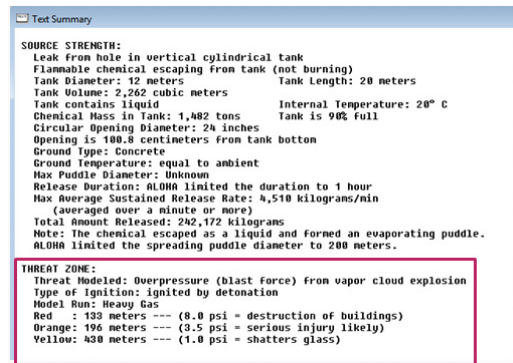 Text Summary
SOURCE STRENGTH:
Leak from hole in vertical cylindrical tank
Flammable chemical escaping from tank (not burning)
Tank Diameter: 12 meters Tank Length: 20 meters
Tank Volume: 2,262 cubic meters
Tank contains liquid Internal Temperature: 20° C
Chemical Mass in Tank: 1,482 tons Tank is 90% full
Circular Opening Diameter: 24 inches
Opening is 100.8 centimeters from tank bottom
Ground Type: Concrete
Ground Temperature: equal to ambient
Max Puddle Diameter: Unknown
Release Duration: ALOHA limited the duration to 1 hour
Max Average Sustained Release Rate: 4,510 kilograms/min
(averaged over a minute or more)
Total Amount Released: 242,172 kilograms
Note: The chemical escaped as a liquid and formed an evaporating puddle.
ALOHA limited the spreading puddle diameter to 200 meters.
THREAT ZONE:
Threat Modeled: Overpressure (blast force) from vapor cloud explosion
Type of Ignition: ignited by detonation
Model Run: Heavy Gas
Red : 133 meters --- (8.0 psi = destruction of buildings)
Orange: 196 meters --- (3.5 psi = serious injury likely)
Yellow: 430 meters --- (1.0 psi = shatters glass)